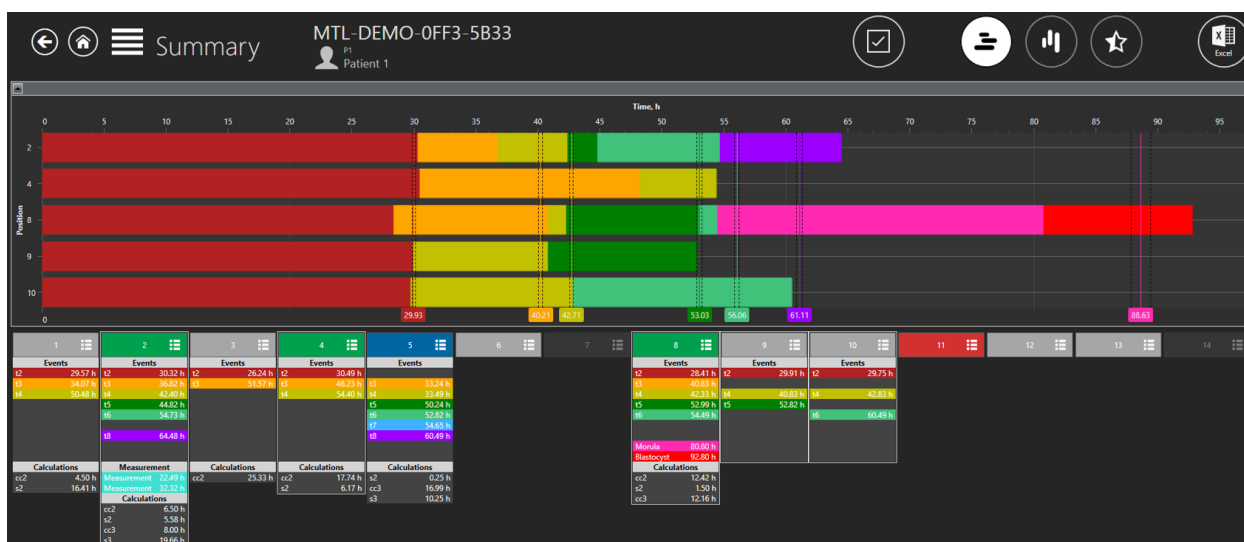 Summary
MTL-DEMO-0FF3-5B33
P1
Patient 1
Excel
Time, h
0 5 10 15 20 25 30 35 40 45 50 55 60 65 70 75 80 85 90 95
Position
2
4
8
9
10
0
29.93 40.21 42.71 53.03 56.06 61.11 88.63
1 2 3 4 5 6 7 8 9 10 11 12 13 14
Events Events Events Events Events Events Events Events
t2 29.57 h t2 30.32 h t2 26.24 h t2 30.49 h t2 28.41 h t2 29.91 h t2 29.75 h
t3 34.07 h t3 36.82 h t3 51.57 h t3 48.23 h t3 33.24 h t3 40.83 h
t4 50.48 h t4 42.40 h t4 54.40 h t4 33.49 h t4 42.33 h t4 40.83 h t4 42.83 h
t5 44.82 h t5 50.24 h t5 52.99 h t5 52.82 h
t6 54.73 h t6 52.82 h t6 54.49 h t6 60.49 h
t7 54.65 h
t8 64.48 h t8 60.49 h
Morula 80.80 h
Blastocyst 92.80 h
Calculations Measurement Calculations Calculations Calculations Calculations
cc2 4.50 h Measurement 22.49 h cc2 25.33 h cc2 17.74 h s2 0.25 h cc2 12.42 h
s2 16.41 h Measurement 32.32 h s2 6.17 h cc3 16.99 h s2 1.50 h
Calculations s3 10.25 h cc3 12.16 h
cc2 6.50 h
s2 5.58 h
cc3 8.00 h
s3 19.66 h